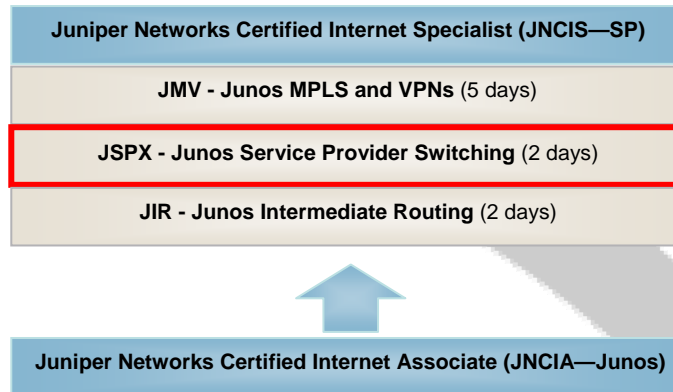 Juniper Networks Certified Internet Specialist (JNCIS—SP)
JMV - Junos MPLS and VPNs (5 days)
JSPX - Junos Service Provider Switching (2 days)
JIR - Junos Intermediate Routing (2 days)
Juniper Networks Certified Internet Associate (JNCIA—Junos)